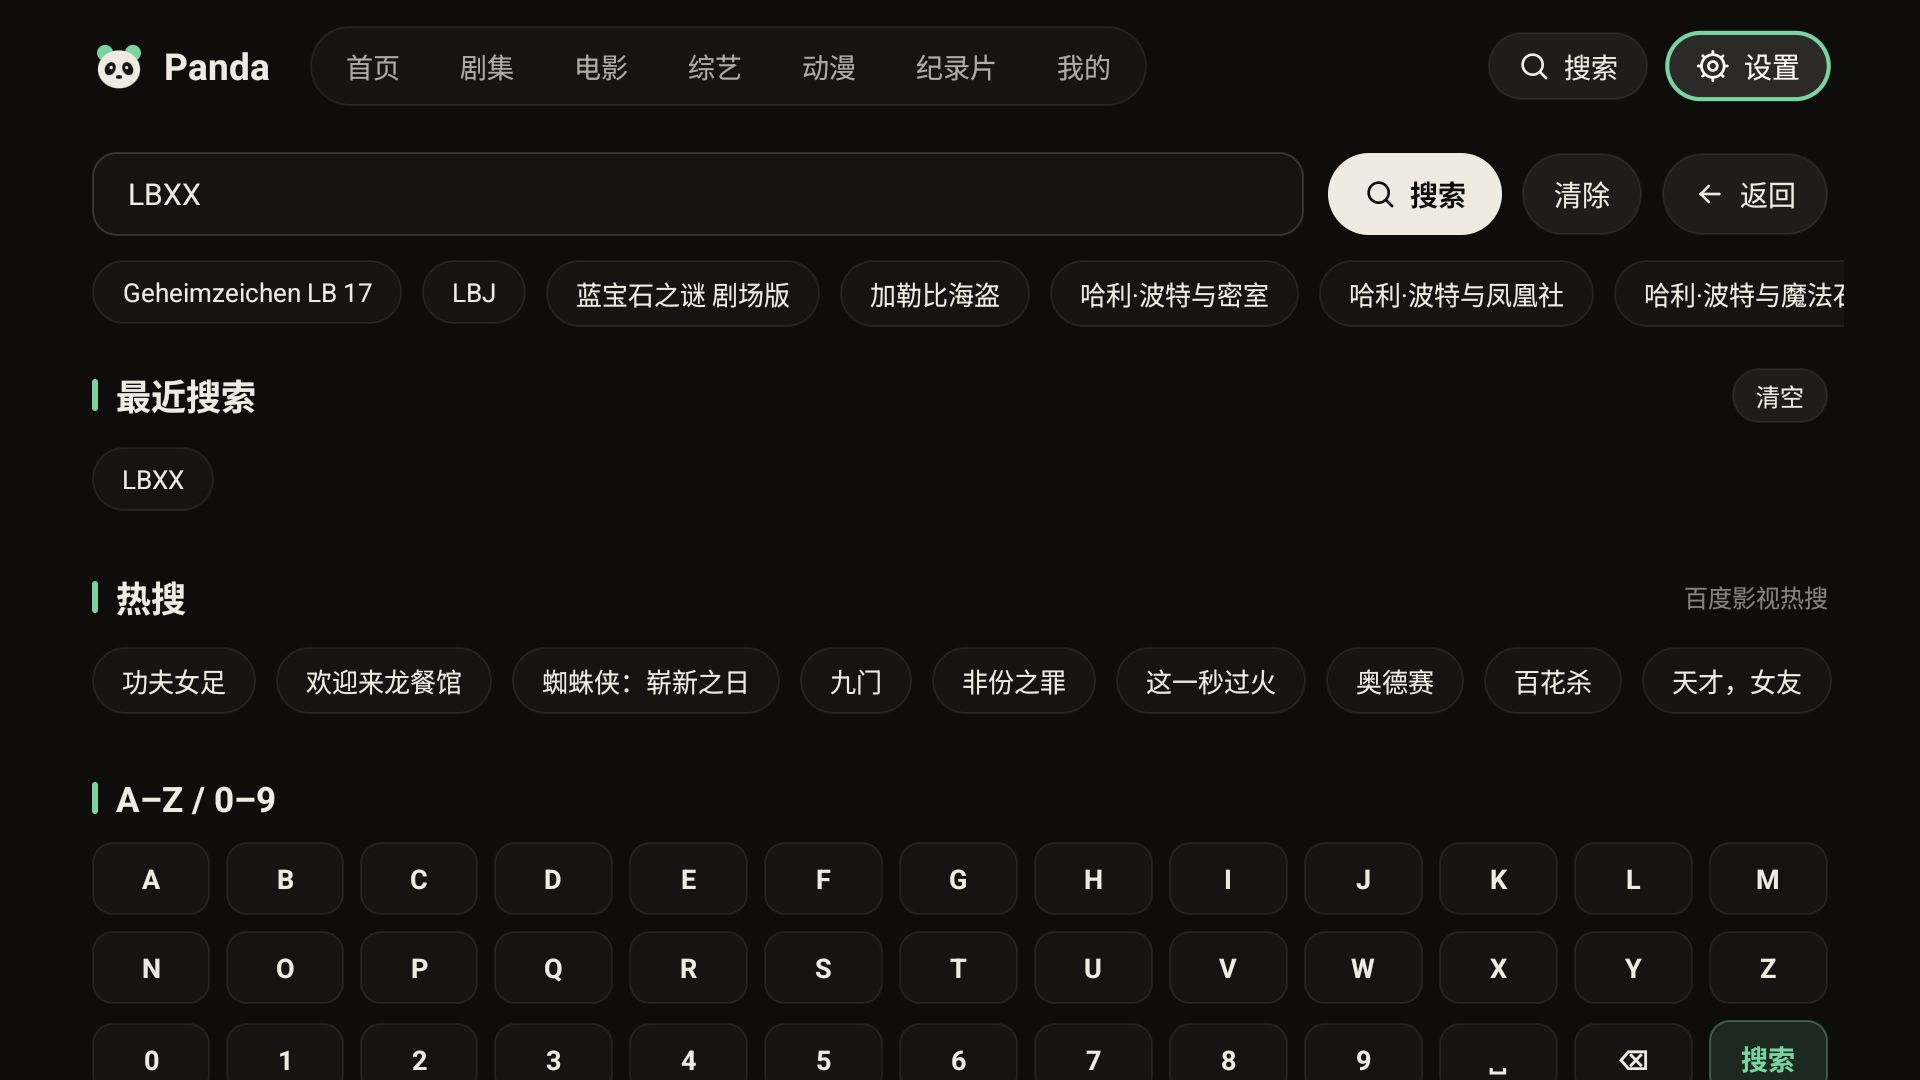 Panda 首页 剧集 电影 综艺 动漫 纪录片 我的 搜索 设置
LBXX 搜索 清除 返回
Geheimzeichen LB 17 LBJ 蓝宝石之谜 剧场版 加勒比海盗 哈利·波特与密室 哈利·波特与凤凰社 哈利·波特与魔法石
最近搜索 清空
LBXX
热搜 百度影视热搜
功夫女足 欢迎来龙餐馆 蜘蛛侠：崭新之日 九门 非份之罪 这一秒过火 奥德赛 百花杀 天才，女友
A–Z / 0–9
A B C D E F G H I J K L M
N O P Q R S T U V W X Y Z
0 1 2 3 4 5 6 7 8 9 ␣ ⌫ 搜索